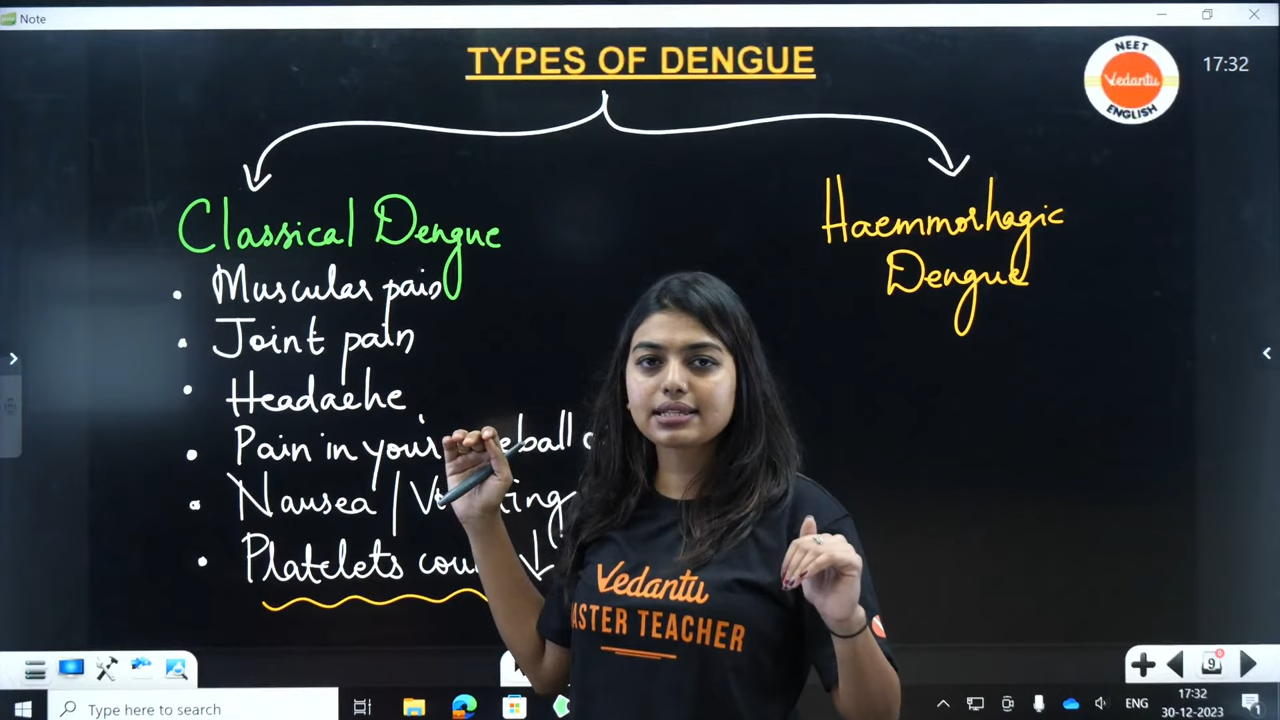 Note
TYPES OF DENGUE
NEET
Vedantu
ENGLISH
17:32
Classical Dengue
• Muscular pain
• Joint pain
• Headache
• Pain in your
• Nausea /
• Platelets ↓
Haemmorhagic
Dengue
Vedantu
ASTER TEACHER
9
Type here to search
ENG
17:32
30-12-2023